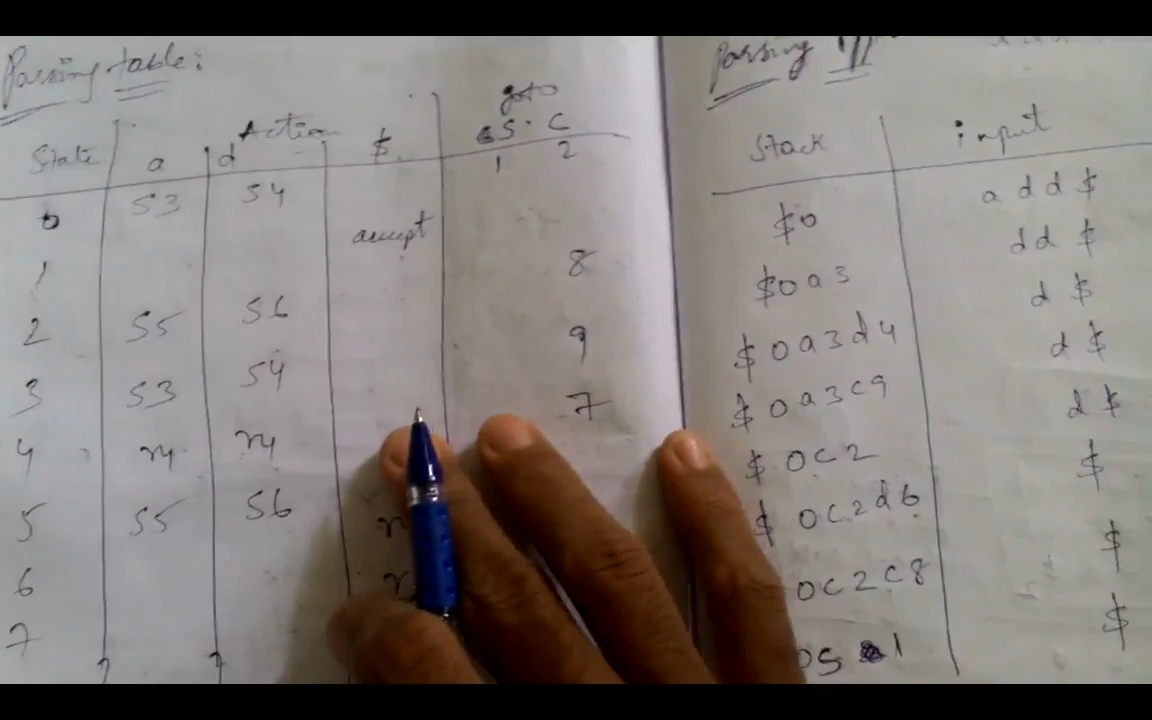 Parsing table:
Action
goto
State a d $ S C
0 S3 S4 1 2
1 accept
2 S5 S6 8
3 S3 S4 9
4 r4 r4
5 S5 S6 7
6 r
7 r
Parsing
Stack input
$0 add$
$0a3 dd$
$0a3d4 d$
$0a3c9 d$
$0c2 d$
$0c2d6 $
0c2c8 $
0S1 $